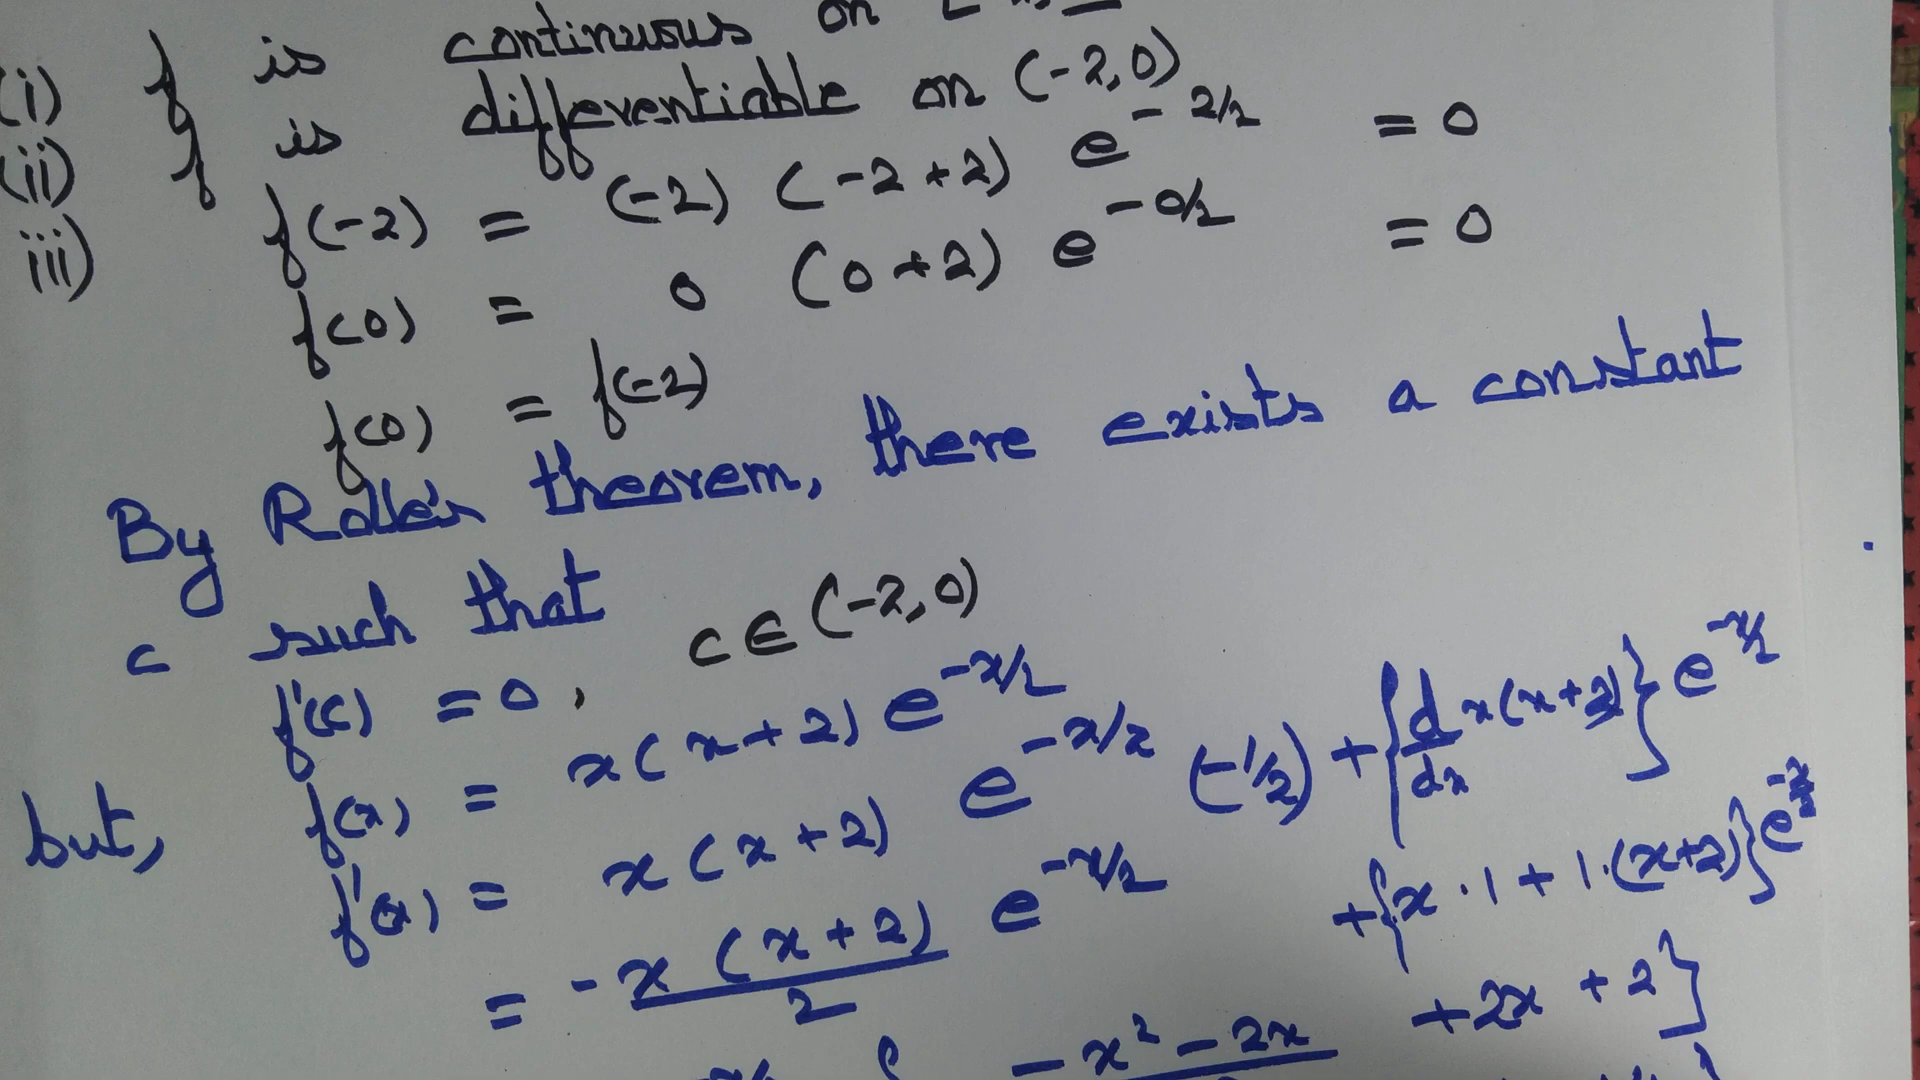 (i) f is continuous on [
(ii) f is differentiable on (-2,0)
iii) f(-2) = (-2) (-2+2) e^{-2/2} = 0
f(0) = 0 (0+2) e^{-0/2} = 0
f(0) = f(-2)
By Rolle's theorem, there exists a constant
c such that
f'(c) = 0, c ∈ (-2,0)
but, f(x) = x(x+2) e^{-x/2}
f'(x) = x(x+2) e^{-x/2} (-1/2) + {d/dx x(x+2)} e^{-x/2}
= -x(x+2)/2 e^{-x/2} + {x·1 + 1·(x+2)} e^{-x/2}
{ -x² - 2x + 2x + 2}